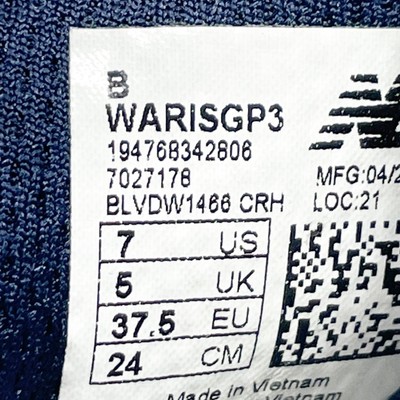 B
WARISGP3
194768342806
7027178 MFG:04/2
BLVDW1466 CRH LOC:21
7 US
5 UK
37.5 EU
24 CM
Made in Vietnam
Vietnam